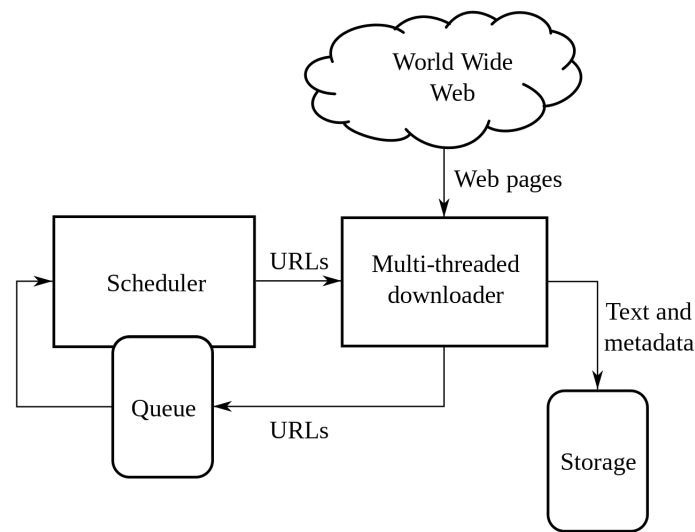 World Wide
Web
Web pages
Scheduler
URLs
Multi-threaded
downloader
Text and
metadata
Queue
URLs
Storage